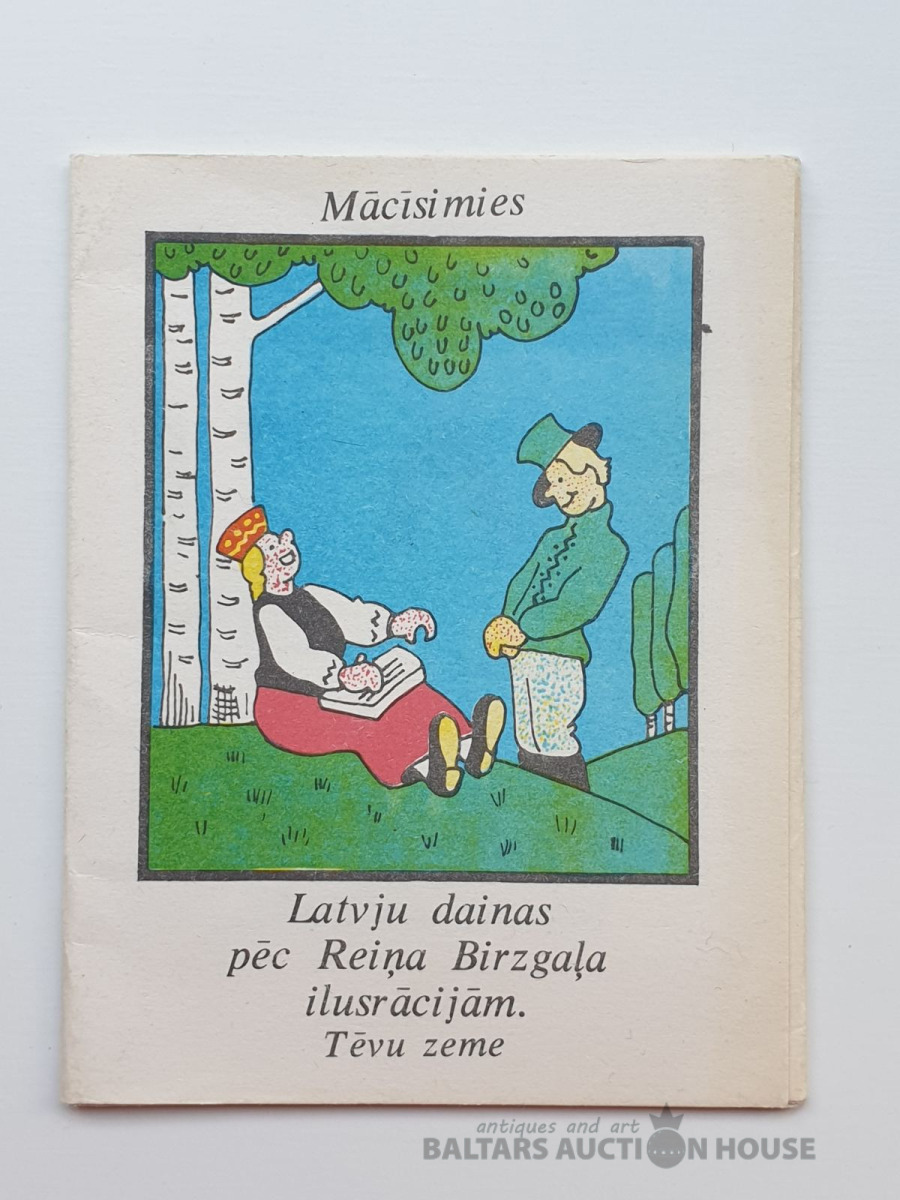 Mācīsimies
Latvju dainas
pēc Reiņa Birzgaļa
ilusrācijām.
Tēvu zeme
antiques and art
BALTARS AUCTION HOUSE